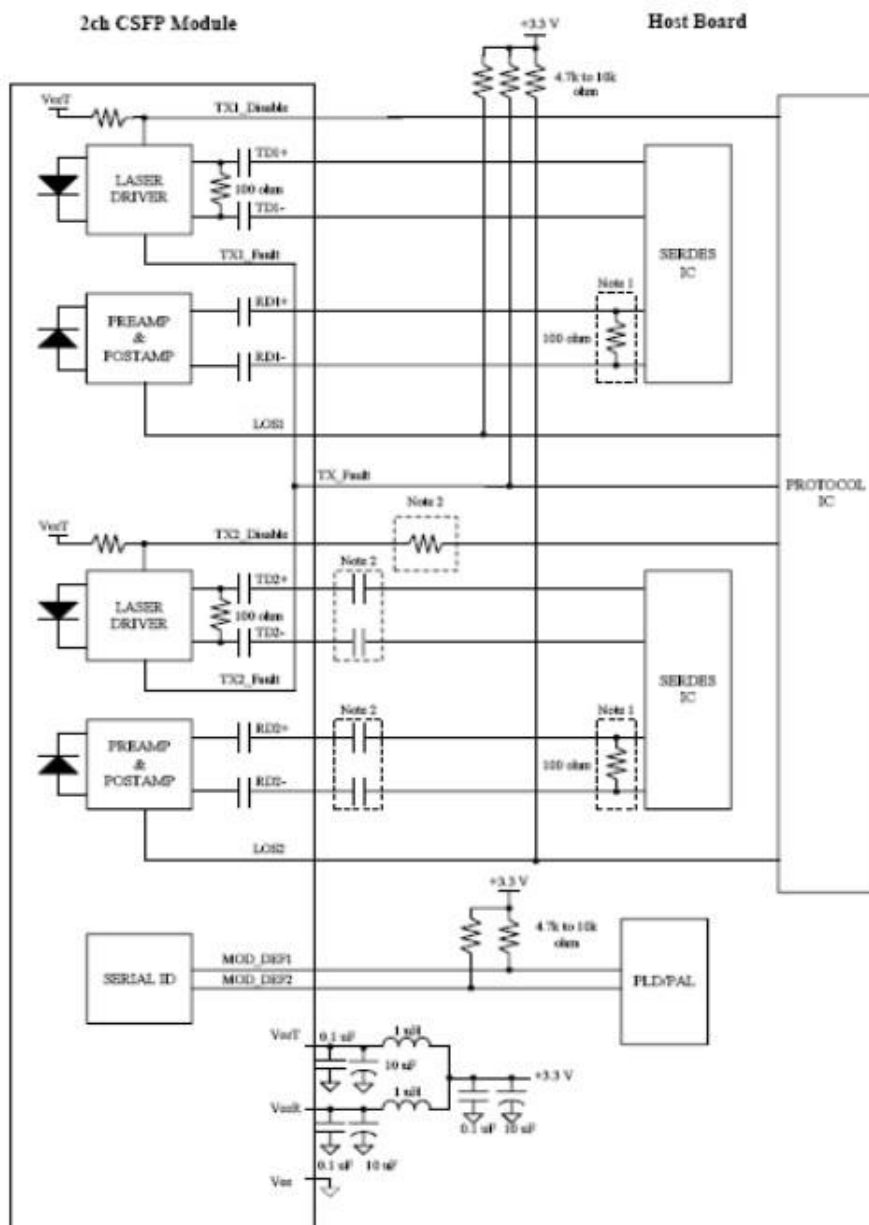 2ch CSFP Module
Host Board
+3.3 V
4.7k to 10k
ohm
VccT
TX1_Disable
LASER
DRIVER
TD1+
100 ohm
TD1-
TX1_Fault
SERDES
IC
PREAMP
&
POSTAMP
RD1+
RD1-
Note 1
100 ohm
LOS1
TX_Fault
PROTOCOL
IC
Note 2
VccT
TX2_Disable
LASER
DRIVER
TD2+
100 ohm
TD2-
Note 2
TX2_Fault
SERDES
IC
PREAMP
&
POSTAMP
RD2+
RD2-
Note 2
Note 1
100 ohm
LOS2
+3.3 V
4.7k to 10k
ohm
SERIAL ID
MOD_DEF1
MOD_DEF2
PLD/PAL
VccT
0.1 uF
1 uH
10 uF
+3.3 V
VccR
1 uH
0.1 uF
10 uF
0.1 uF
10 uF
Vee